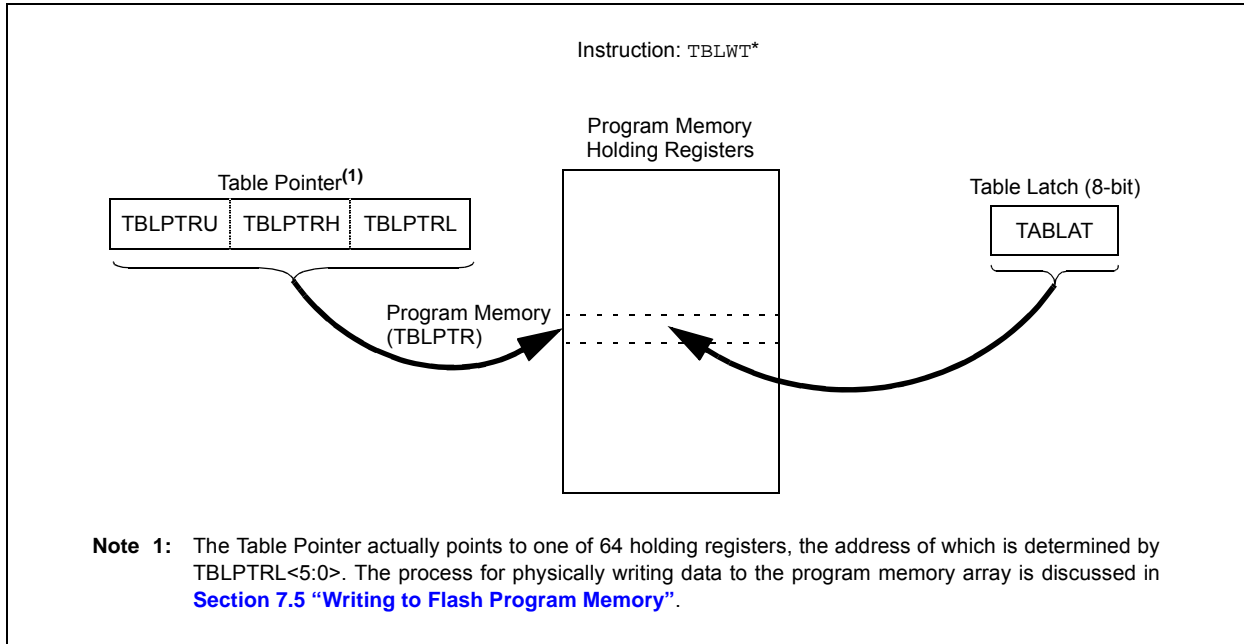 Instruction: TBLWT*
Program Memory
Holding Registers
Table Pointer(1)
Table Latch (8-bit)
TBLPTRU TBLPTRH TBLPTRL
TABLAT
Program Memory
(TBLPTR)
Note 1: The Table Pointer actually points to one of 64 holding registers, the address of which is determined by
TBLPTRL<5:0>. The process for physically writing data to the program memory array is discussed in
Section 7.5 “Writing to Flash Program Memory”.